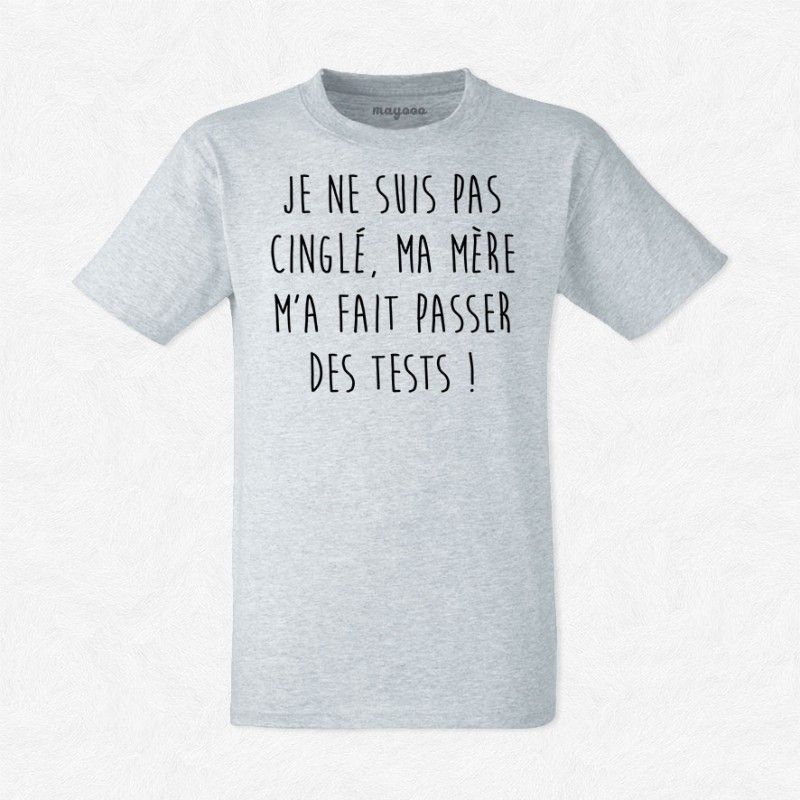 mayooo
JE NE SUIS PAS
CINGLÉ, MA MÈRE
M'A FAIT PASSER
DES TESTS !